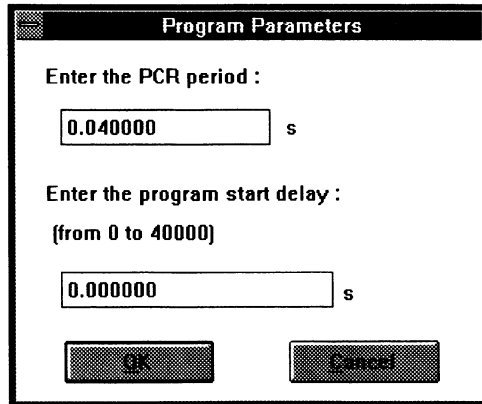 Program Parameters
Enter the PCR period :
0.040000 s
Enter the program start delay :
(from 0 to 40000)
0.000000 s
OK Cancel